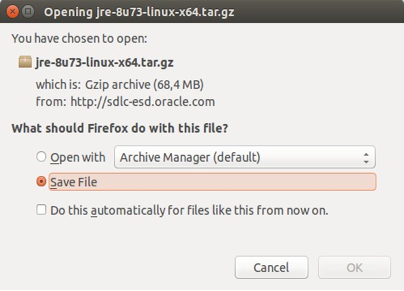 Opening jre-8u73-linux-x64.tar.gz
You have chosen to open:
jre-8u73-linux-x64.tar.gz
which is: Gzip archive (68,4 MB)
from: http://sdlc-esd.oracle.com
What should Firefox do with this file?
Open with Archive Manager (default)
Save File
Do this automatically for files like this from now on.
Cancel OK